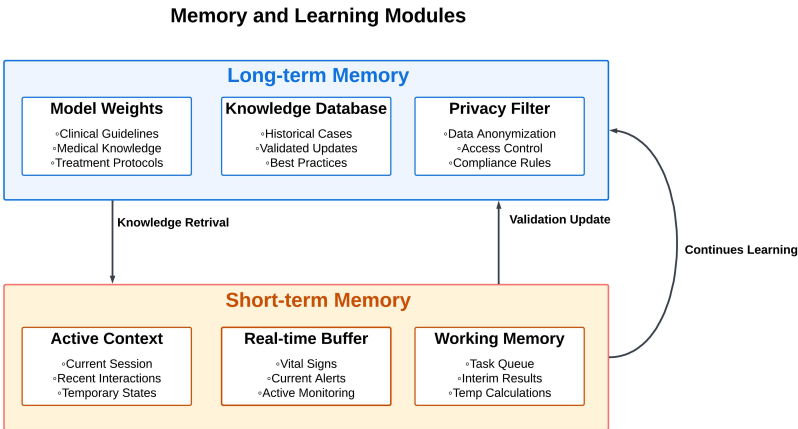 Memory and Learning Modules
Long-term Memory
Model Weights
◦Clinical Guidelines
◦Medical Knowledge
◦Treatment Protocols
Knowledge Database
◦Historical Cases
◦Validated Updates
◦Best Practices
Privacy Filter
◦Data Anonymization
◦Access Control
◦Compliance Rules
Knowledge Retrival
Validation Update
Continues Learning
Short-term Memory
Active Context
◦Current Session
◦Recent Interactions
◦Temporary States
Real-time Buffer
◦Vital Signs
◦Current Alerts
◦Active Monitoring
Working Memory
◦Task Queue
◦Interim Results
◦Temp Calculations